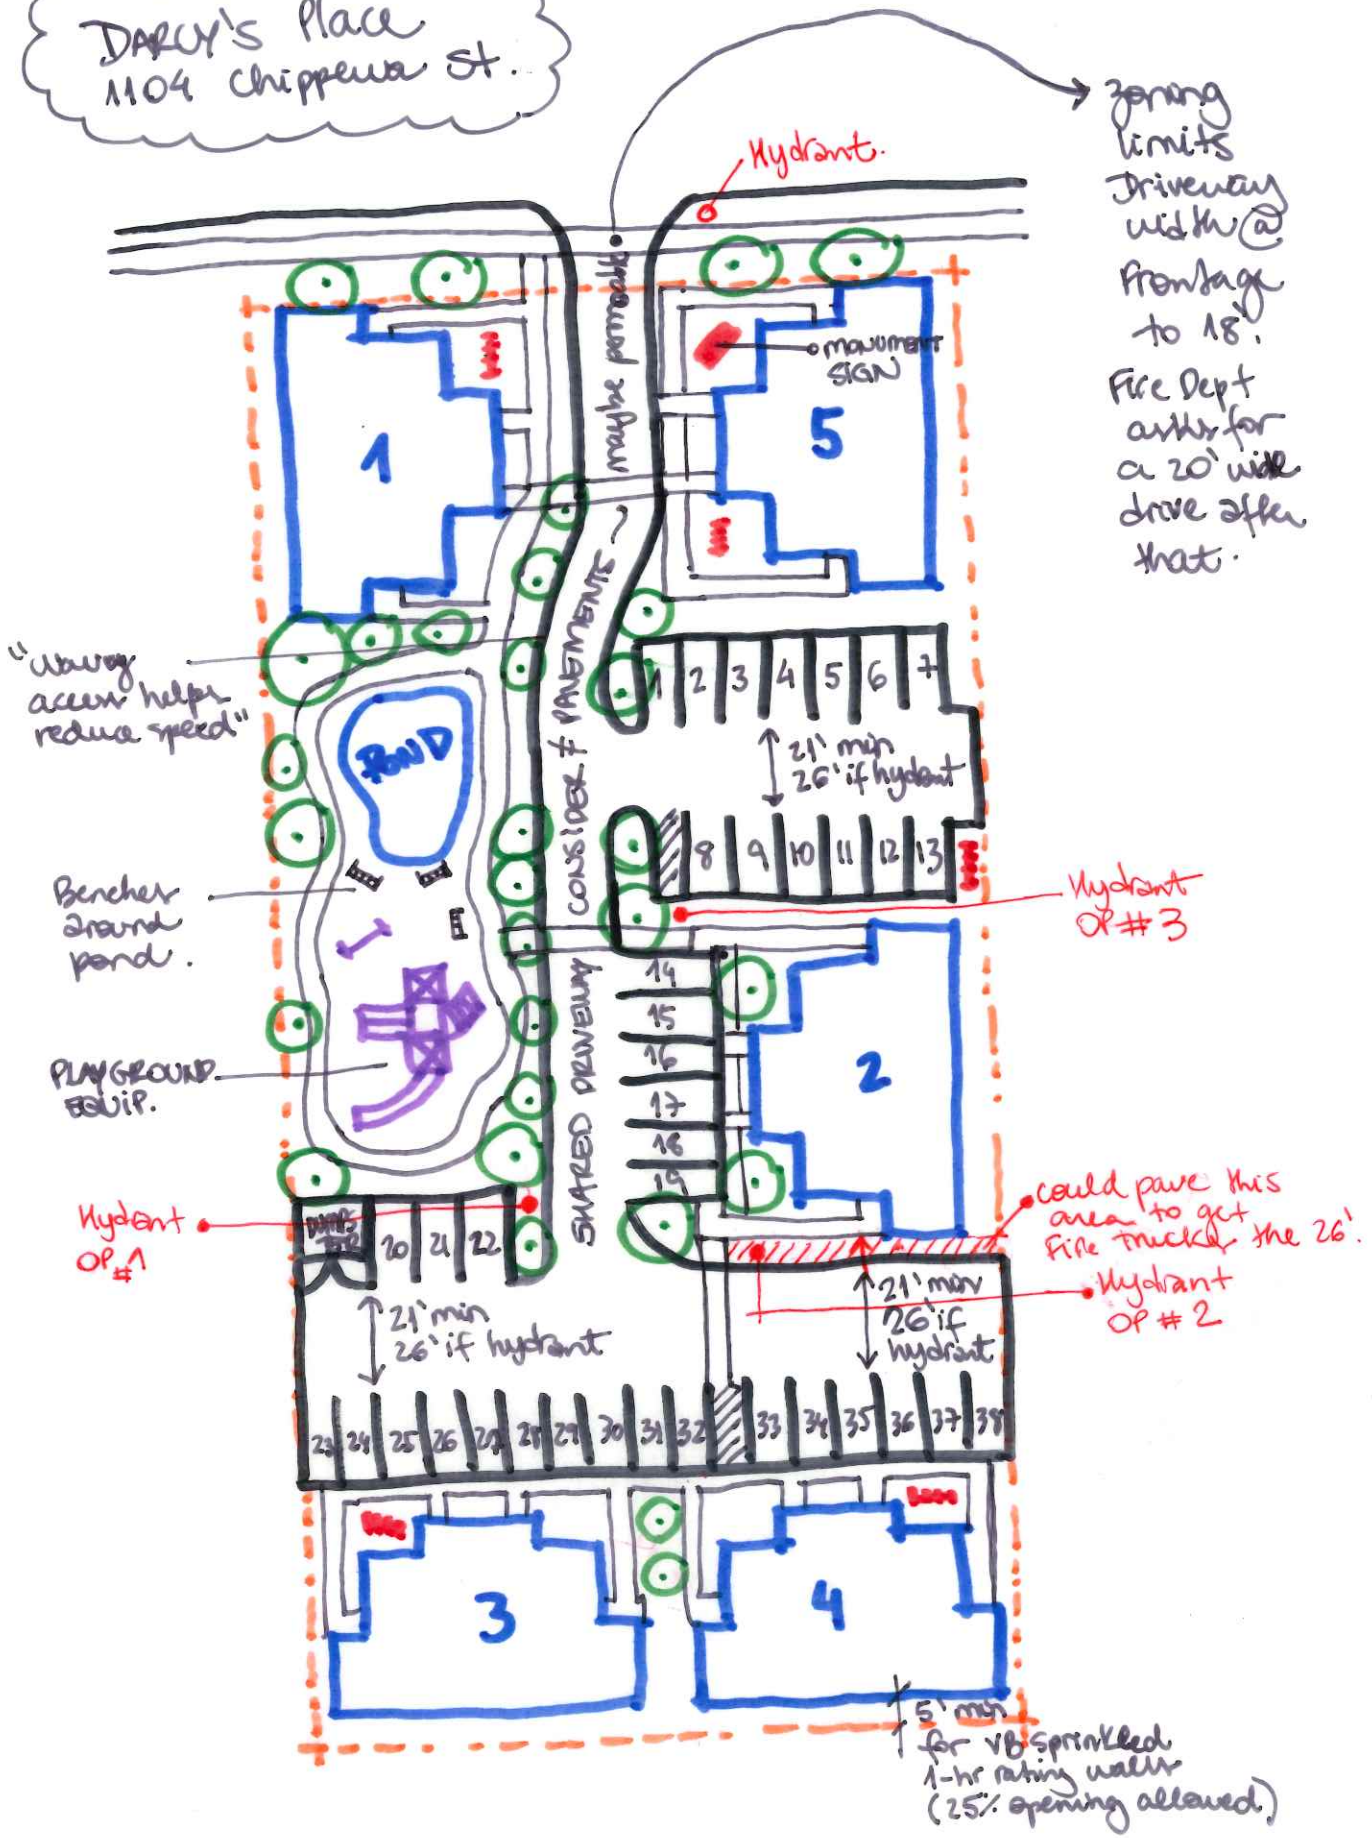 DARCY'S Place
1104 Chippewa St.
Hydrant.
zoning
limits
Driveway
width @
Frontage
to 18'.
Fire Dept
asks for
a 20' wide
drive after
that.
MONUMENT
SIGN
1
5
"wavy
access helps
reduce speed"
CONSIDER ≠ PAVEMENTS
1 2 3 4 5 6 7
POND
21' min
26' if hydrant
8 9 10 11 12 13
Benches
around
pond.
Hydrant
OP # 3
SHARED DRIVEWAY
14
15
16
17
18
19
2
PLAYGROUND
EQUIP.
could pave this
area to get
Fire trucks the 26'.
Hydrant
OP #1
DUMPSTER
20 21 22
Hydrant
OP # 2
21' min
26' if hydrant
21' min
26' if
hydrant
23 24 25 26 27 28 29 30 31 32 33 34 35 36 37 38
3
4
5' min
for VB sprinkled
1-hr rating walls
(25% opening allowed)